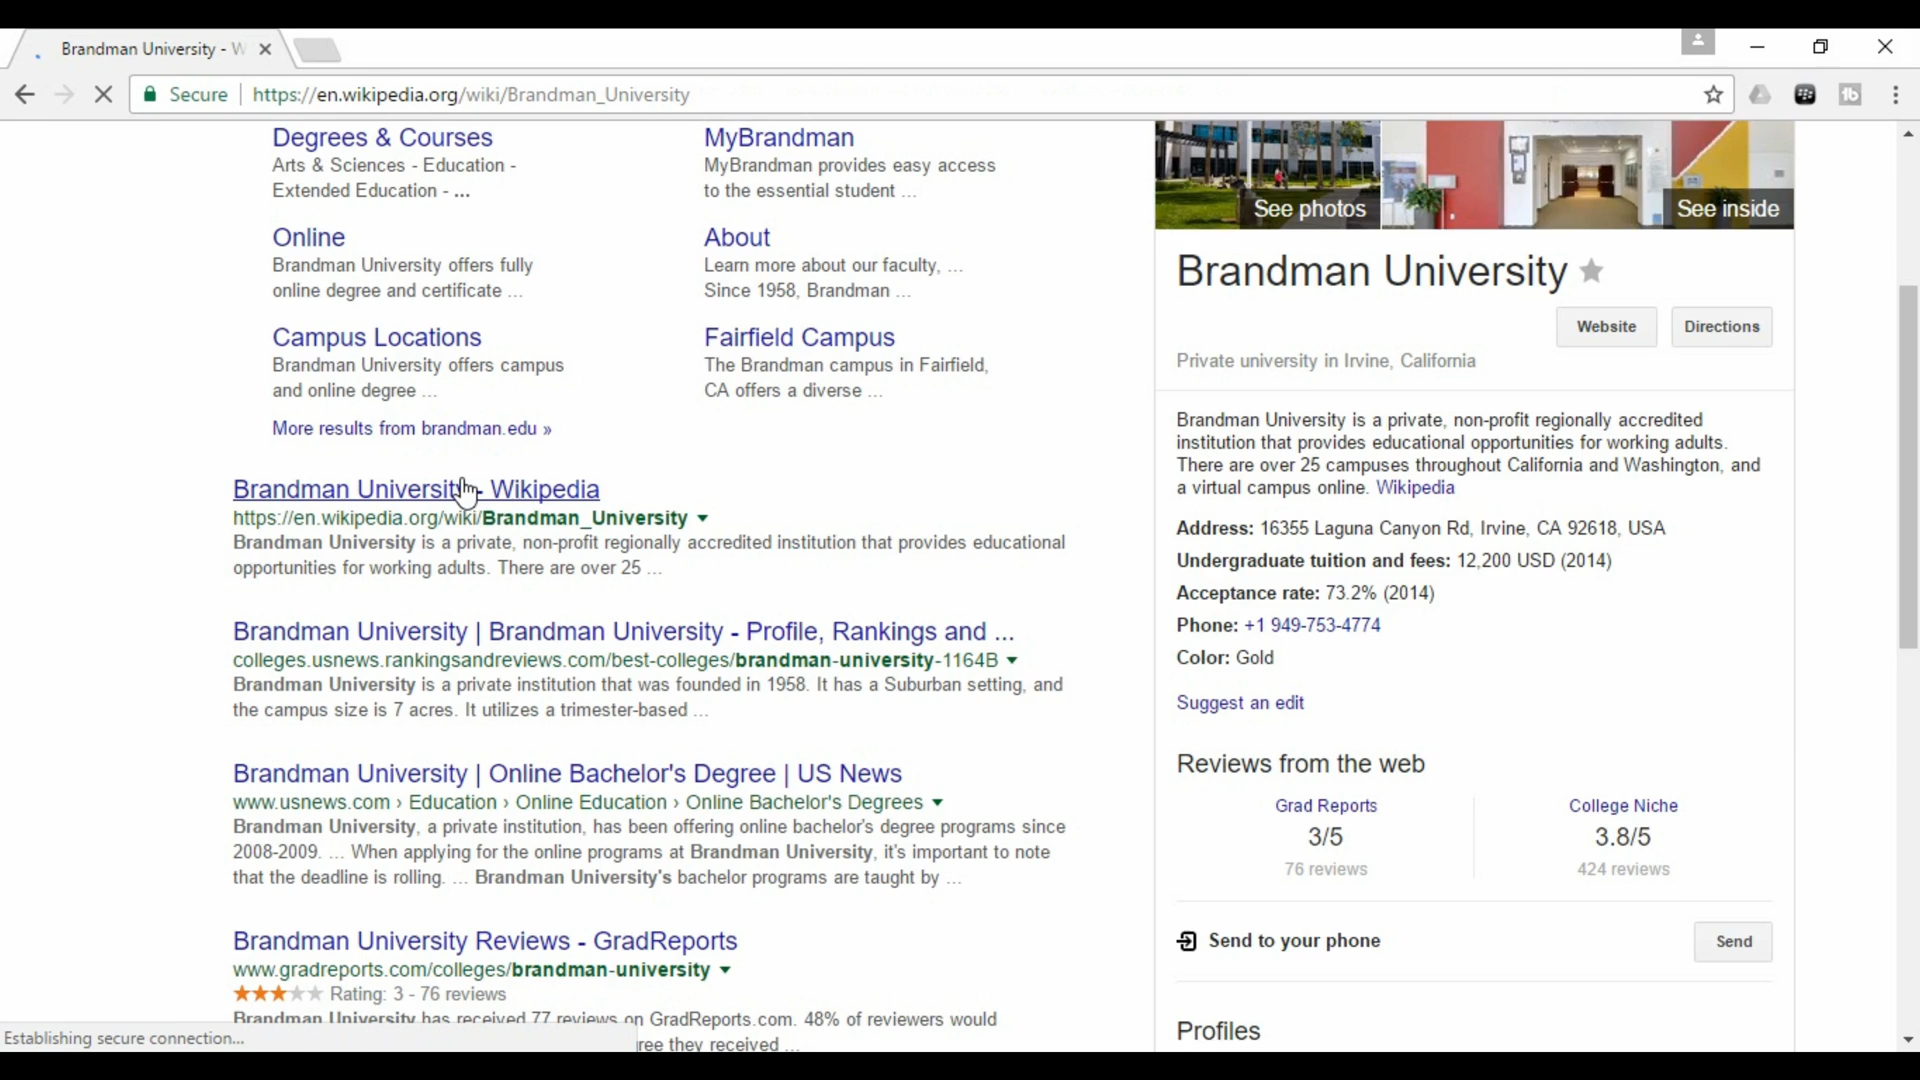 Brandman University - W
Secure
https://en.wikipedia.org/wiki/Brandman_University
Degrees & Courses
Arts & Sciences - Education -
Extended Education - ...
MyBrandman
MyBrandman provides easy access
to the essential student ...
Online
Brandman University offers fully
online degree and certificate ...
About
Learn more about our faculty, ...
Since 1958, Brandman ...
Campus Locations
Brandman University offers campus
and online degree ...
Fairfield Campus
The Brandman campus in Fairfield,
CA offers a diverse ...
More results from brandman.edu »
Brandman University - Wikipedia
https://en.wikipedia.org/wiki/Brandman_University
Brandman University is a private, non-profit regionally accredited institution that provides educational
opportunities for working adults. There are over 25 ...
Brandman University | Brandman University - Profile, Rankings and ...
colleges.usnews.rankingsandreviews.com/best-colleges/brandman-university-1164B
Brandman University is a private institution that was founded in 1958. It has a Suburban setting, and
the campus size is 7 acres. It utilizes a trimester-based ...
Brandman University | Online Bachelor's Degree | US News
www.usnews.com › Education › Online Education › Online Bachelor's Degrees
Brandman University, a private institution, has been offering online bachelor's degree programs since
2008-2009. ... When applying for the online programs at Brandman University, it's important to note
that the deadline is rolling. ... Brandman University's bachelor programs are taught by ...
Brandman University Reviews - GradReports
www.gradreports.com/colleges/brandman-university
Rating: 3 - 76 reviews
Brandman University has received 77 reviews on GradReports.com. 48% of reviewers would
ree they received ...
Establishing secure connection...
See photos
See inside
Brandman University
Website
Directions
Private university in Irvine, California
Brandman University is a private, non-profit regionally accredited
institution that provides educational opportunities for working adults.
There are over 25 campuses throughout California and Washington, and
a virtual campus online. Wikipedia
Address: 16355 Laguna Canyon Rd, Irvine, CA 92618, USA
Undergraduate tuition and fees: 12,200 USD (2014)
Acceptance rate: 73.2% (2014)
Phone: +1 949-753-4774
Color: Gold
Suggest an edit
Reviews from the web
Grad Reports
3/5
76 reviews
College Niche
3.8/5
424 reviews
Send to your phone
Send
Profiles